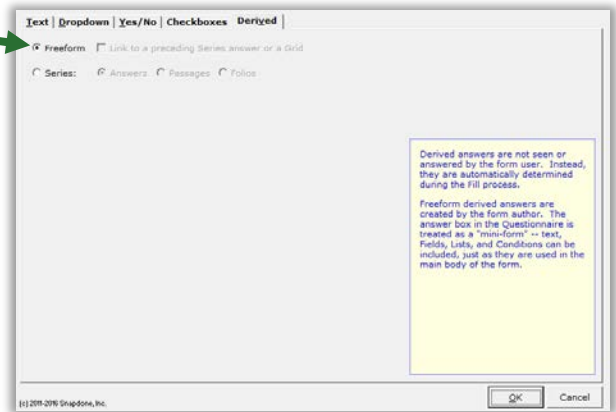 Text | Dropdown | Yes/No | Checkboxes | Derived
Freeform Link to a preceding Series answer or a Grid
Series: Answers Passages Folios
Derived answers are not seen or
answered by the form user. Instead,
they are automatically determined
during the Fill process.
Freeform derived answers are
created by the form author. The
answer box in the Questionnaire is
treated as a "mini-form" -- text,
Fields, Lists, and Conditions can be
included, just as they are used in the
main body of the form.
(c) 2011-2016 Snapdone, Inc.
OK Cancel